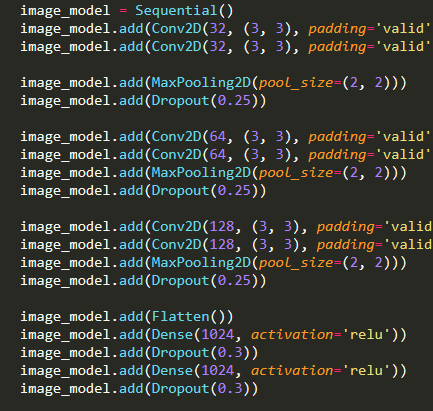 image_model = Sequential()
image_model.add(Conv2D(32, (3, 3), padding='valid'
image_model.add(Conv2D(32, (3, 3), padding='valid'
image_model.add(MaxPooling2D(pool_size=(2, 2)))
image_model.add(Dropout(0.25))
image_model.add(Conv2D(64, (3, 3), padding='valid'
image_model.add(Conv2D(64, (3, 3), padding='valid'
image_model.add(MaxPooling2D(pool_size=(2, 2)))
image_model.add(Dropout(0.25))
image_model.add(Conv2D(128, (3, 3), padding='valid
image_model.add(Conv2D(128, (3, 3), padding='valid
image_model.add(MaxPooling2D(pool_size=(2, 2)))
image_model.add(Dropout(0.25))
image_model.add(Flatten())
image_model.add(Dense(1024, activation='relu'))
image_model.add(Dropout(0.3))
image_model.add(Dense(1024, activation='relu'))
image_model.add(Dropout(0.3))